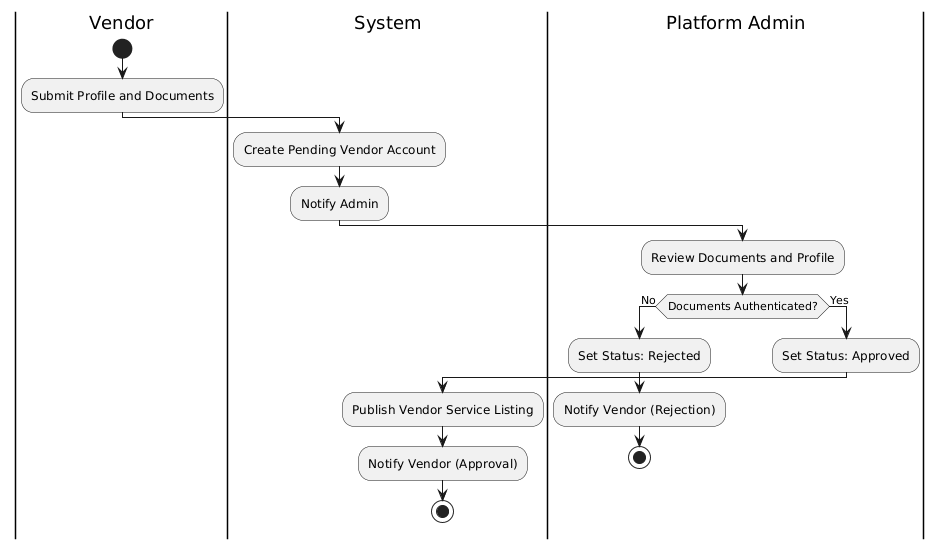 Vendor
System
Platform Admin
Submit Profile and Documents
Create Pending Vendor Account
Notify Admin
Review Documents and Profile
No
Documents Authenticated?
Yes
Set Status: Rejected
Set Status: Approved
Publish Vendor Service Listing
Notify Vendor (Rejection)
Notify Vendor (Approval)